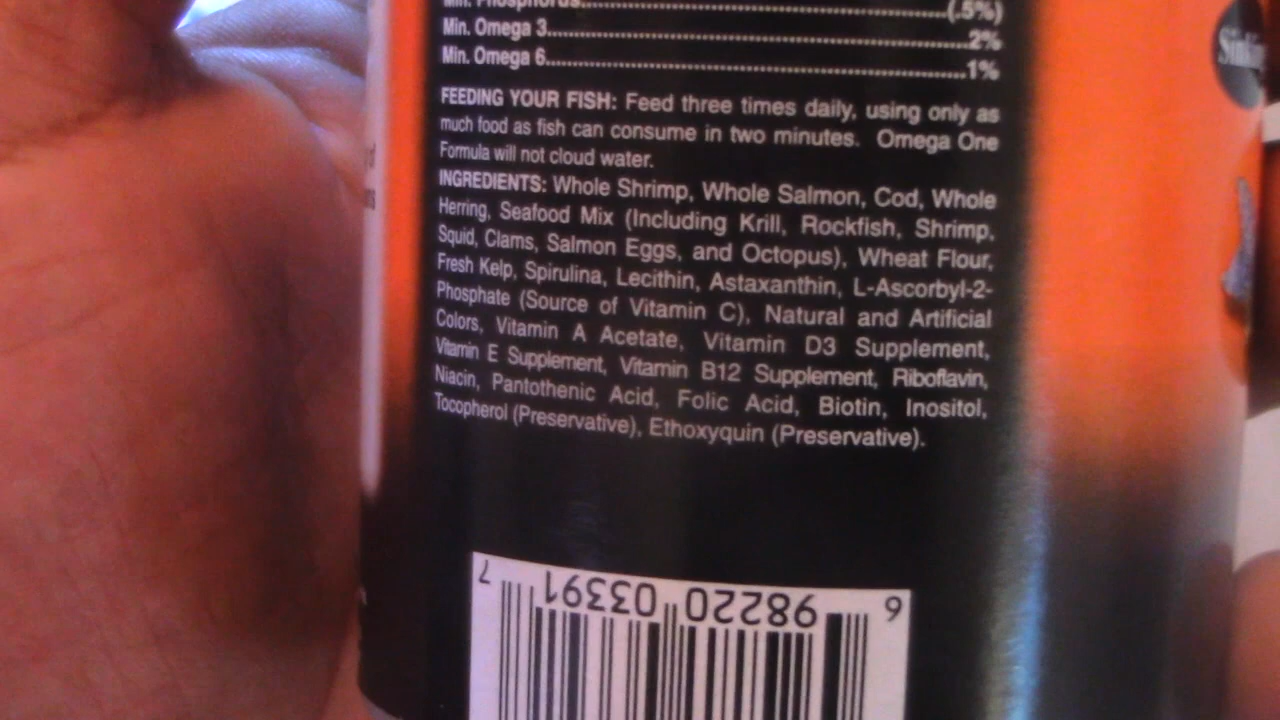 Min. Phosphorus..........(.5%)
Min. Omega 3..........2%
Min. Omega 6..........1%
FEEDING YOUR FISH: Feed three times daily, using only as
much food as fish can consume in two minutes. Omega One
Formula will not cloud water.
INGREDIENTS: Whole Shrimp, Whole Salmon, Cod, Whole
Herring, Seafood Mix (Including Krill, Rockfish, Shrimp,
Squid, Clams, Salmon Eggs, and Octopus), Wheat Flour,
Fresh Kelp, Spirulina, Lecithin, Astaxanthin, L-Ascorbyl-2-
Phosphate (Source of Vitamin C), Natural and Artificial
Colors, Vitamin A Acetate, Vitamin D3 Supplement,
Vitamin E Supplement, Vitamin B12 Supplement, Riboflavin,
Niacin, Pantothenic Acid, Folic Acid, Biotin, Inositol,
Tocopherol (Preservative), Ethoxyquin (Preservative).
6 98220 03391 7